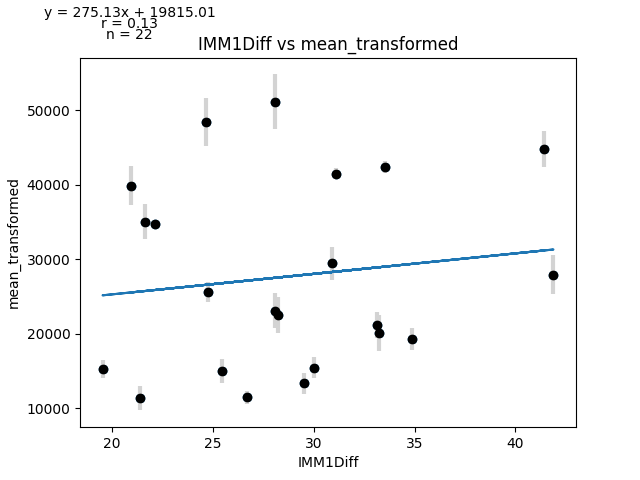 y = 275.13x + 19815.01
r = 0.13
n = 22
IMM1Diff vs mean_transformed
50000
40000
30000
20000
10000
mean_transformed
20 25 30 35 40
IMM1Diff